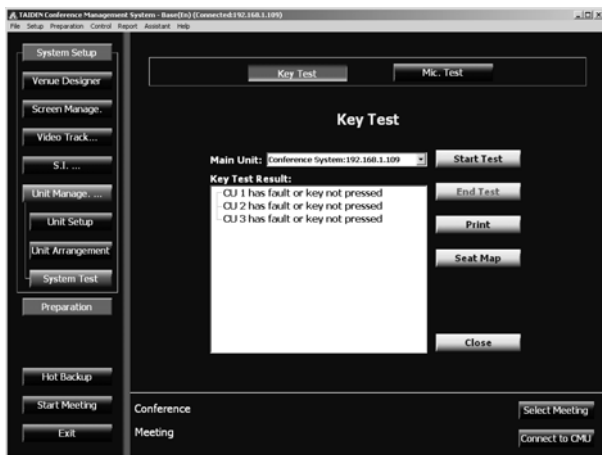 TAIDEN Conference Management System - Base(En) (Connected:192.168.1.109)
File Setup Preparation Control Report Assistant Help
System Setup
Venue Designer
Screen Manage.
Video Track...
S.I. ...
Unit Manage. ...
Unit Setup
Unit Arrangement
System Test
Preparation
Hot Backup
Start Meeting
Exit
Key Test
Mic. Test
Key Test
Main Unit: Conference System:192.168.1.109
Key Test Result:
CU 1 has fault or key not pressed
CU 2 has fault or key not pressed
CU 3 has fault or key not pressed
Start Test
End Test
Print
Seat Map
Close
Conference
Meeting
Select Meeting
Connect to CMU